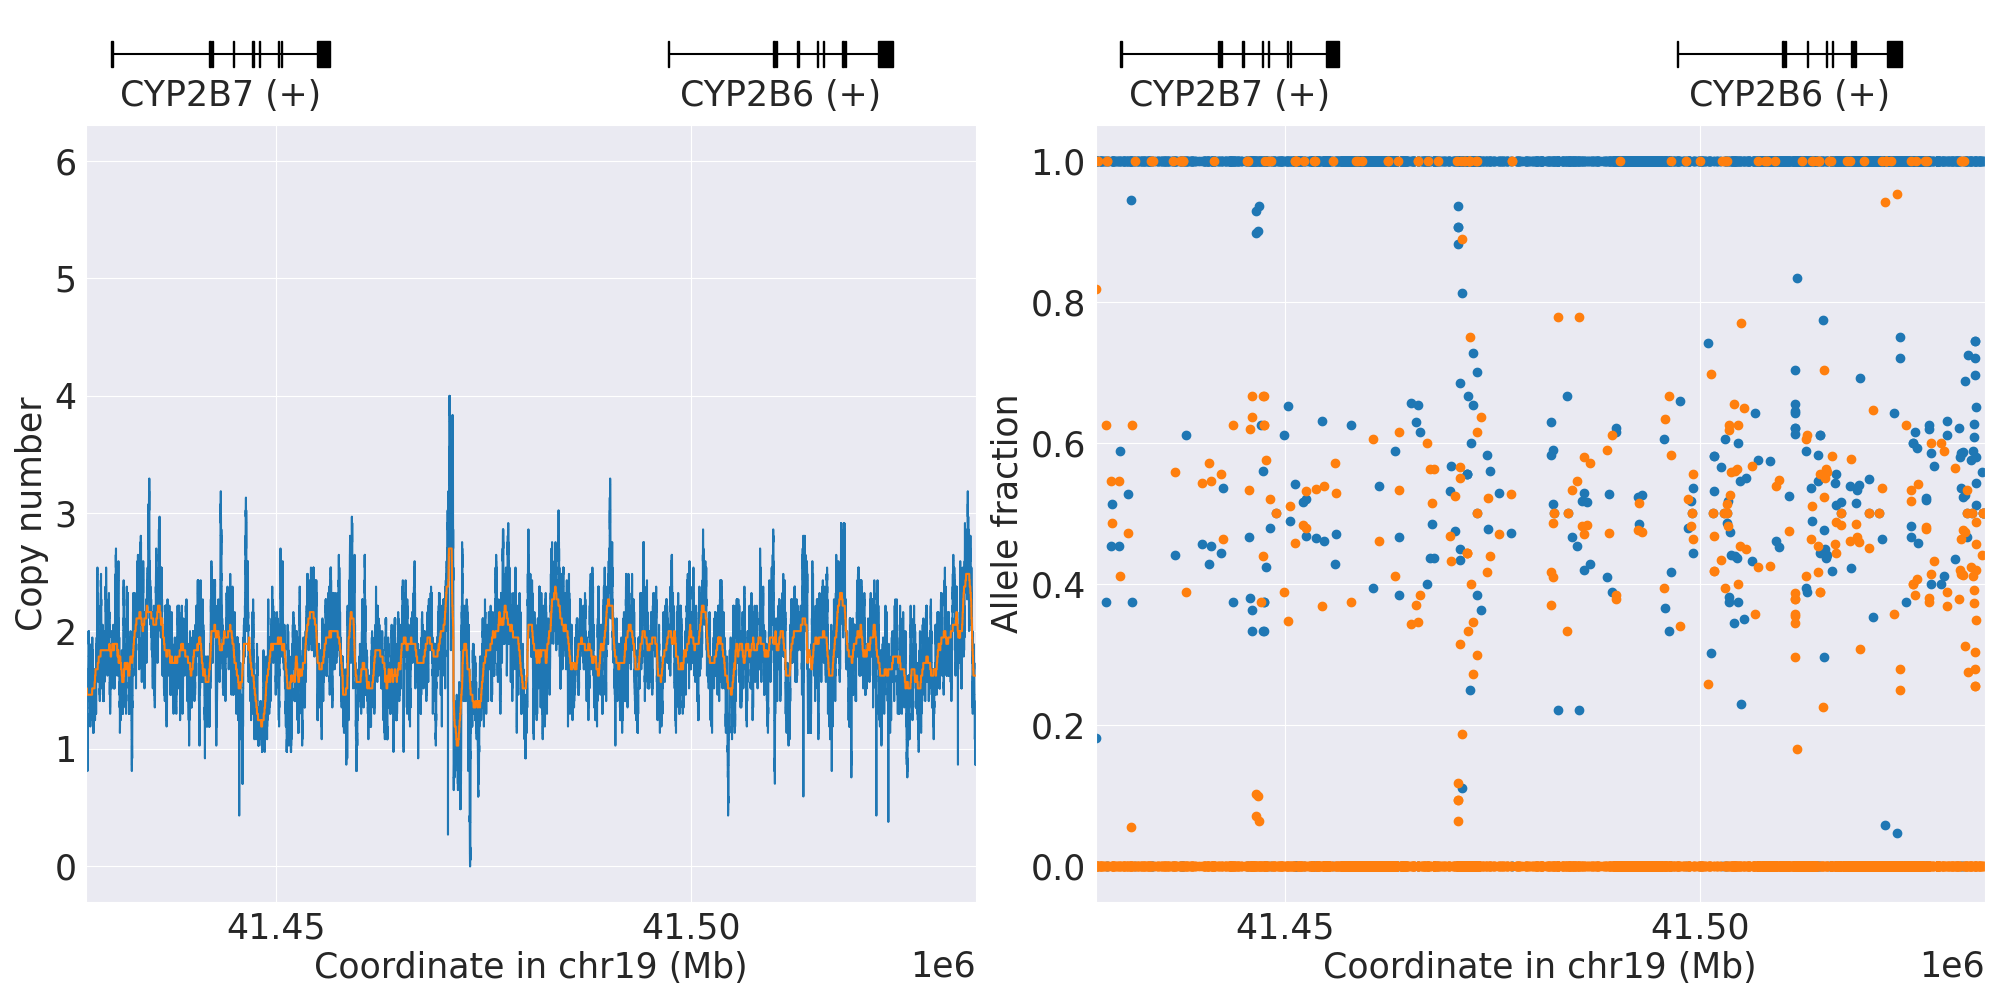 CYP2B7 (+)
CYP2B6 (+)
6
5
4
3
2
1
0
Copy number
41.45
41.50
Coordinate in chr19 (Mb)
1e6
CYP2B7 (+)
CYP2B6 (+)
1.0
0.8
0.6
0.4
0.2
0.0
Allele fraction
41.45
41.50
Coordinate in chr19 (Mb)
1e6